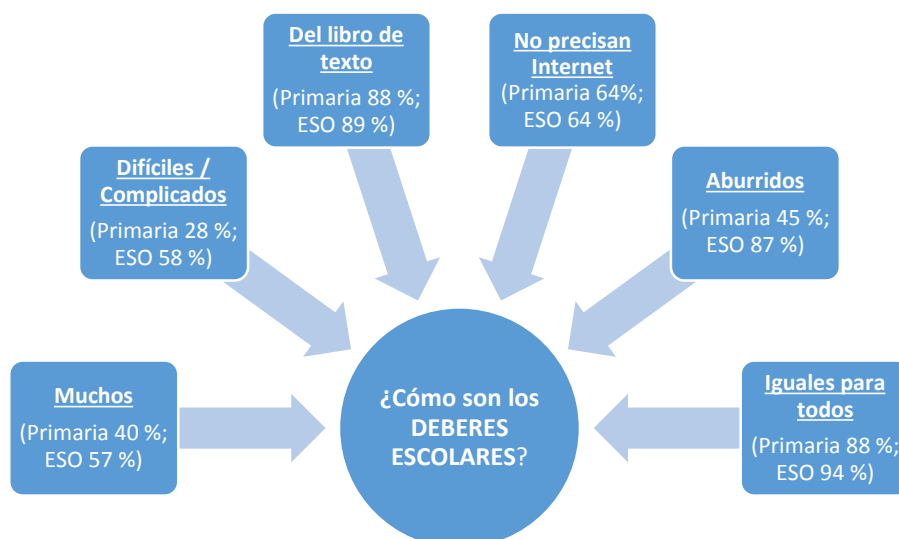 Muchos
(Primaria 40 %;
ESO 57 %)
Difíciles /
Complicados
(Primaria 28 %;
ESO 58 %)
Del libro de
texto
(Primaria 88 %;
ESO 89 %)
No precisan
Internet
(Primaria 64%;
ESO 64 %)
Aburridos
(Primaria 45 %;
ESO 87 %)
Iguales para
todos
(Primaria 88 %;
ESO 94 %)
¿Cómo son los
DEBERES
ESCOLARES?